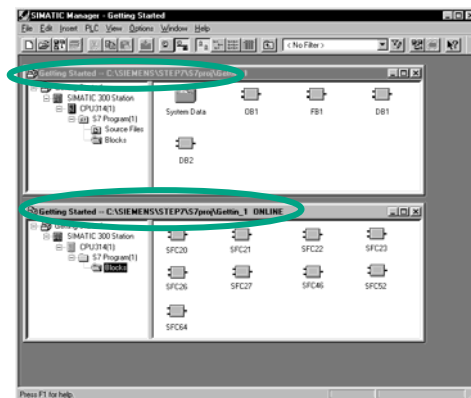 SIMATIC Manager - Getting Started
File Edit Insert PLC View Options Window Help
< No Filter >
Getting Started -- C:\SIEMENS\STEP7\S7proj\Gettin_1
SIMATIC 300 Station
CPU314(1)
S7 Program(1)
Source Files
Blocks
System Data OB1 FB1 DB1
DB2
Getting Started -- C:\SIEMENS\STEP7\S7proj\Gettin_1 ONLINE
SIMATIC 300 Station
CPU314(1)
S7 Program(1)
Blocks
SFC20 SFC21 SFC22 SFC23
SFC26 SFC27 SFC46 SFC52
SFC64
Press F1 for help.